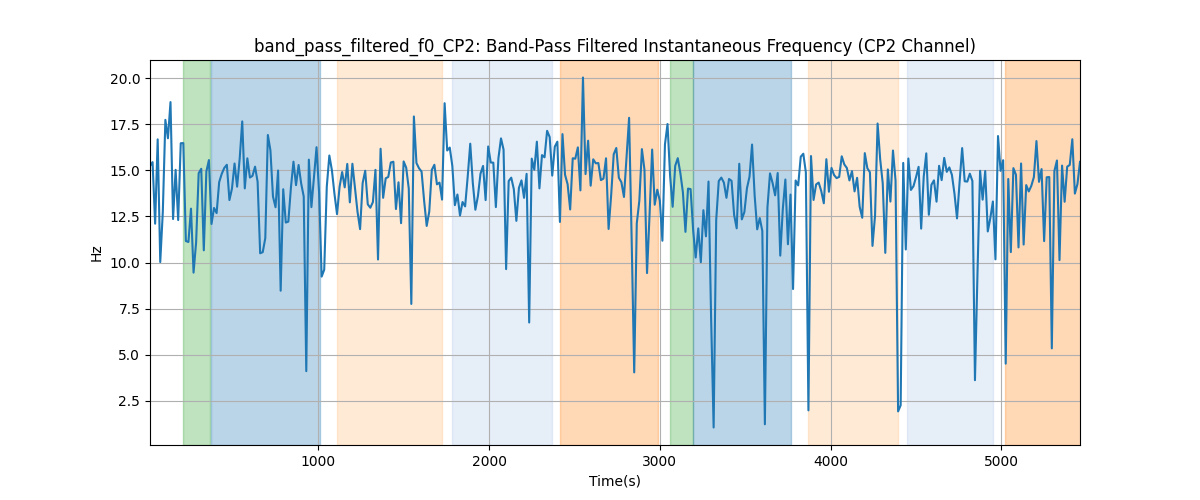 band_pass_filtered_f0_CP2: Band-Pass Filtered Instantaneous Frequency (CP2 Channel)
20.0
17.5
15.0
12.5
10.0
7.5
5.0
2.5
Hz
1000 2000 3000 4000 5000
Time(s)